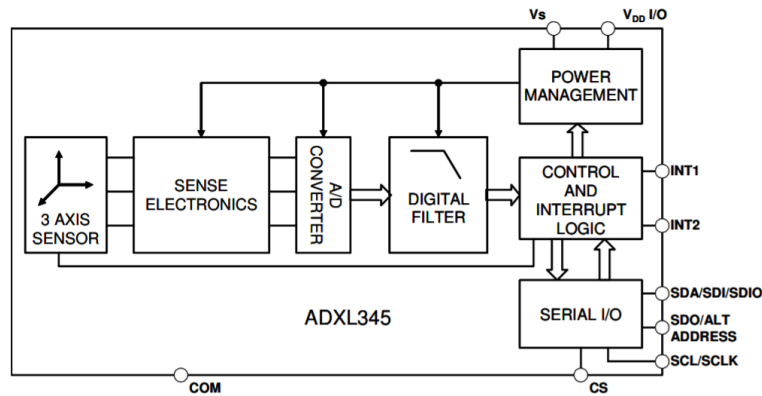 Vs
VDD I/O
POWER
MANAGEMENT
3 AXIS
SENSOR
SENSE
ELECTRONICS
A/D
CONVERTER
DIGITAL
FILTER
CONTROL
AND
INTERRUPT
LOGIC
INT1
INT2
SERIAL I/O
SDA/SDI/SDIO
SDO/ALT
ADDRESS
SCL/SCLK
ADXL345
COM
CS